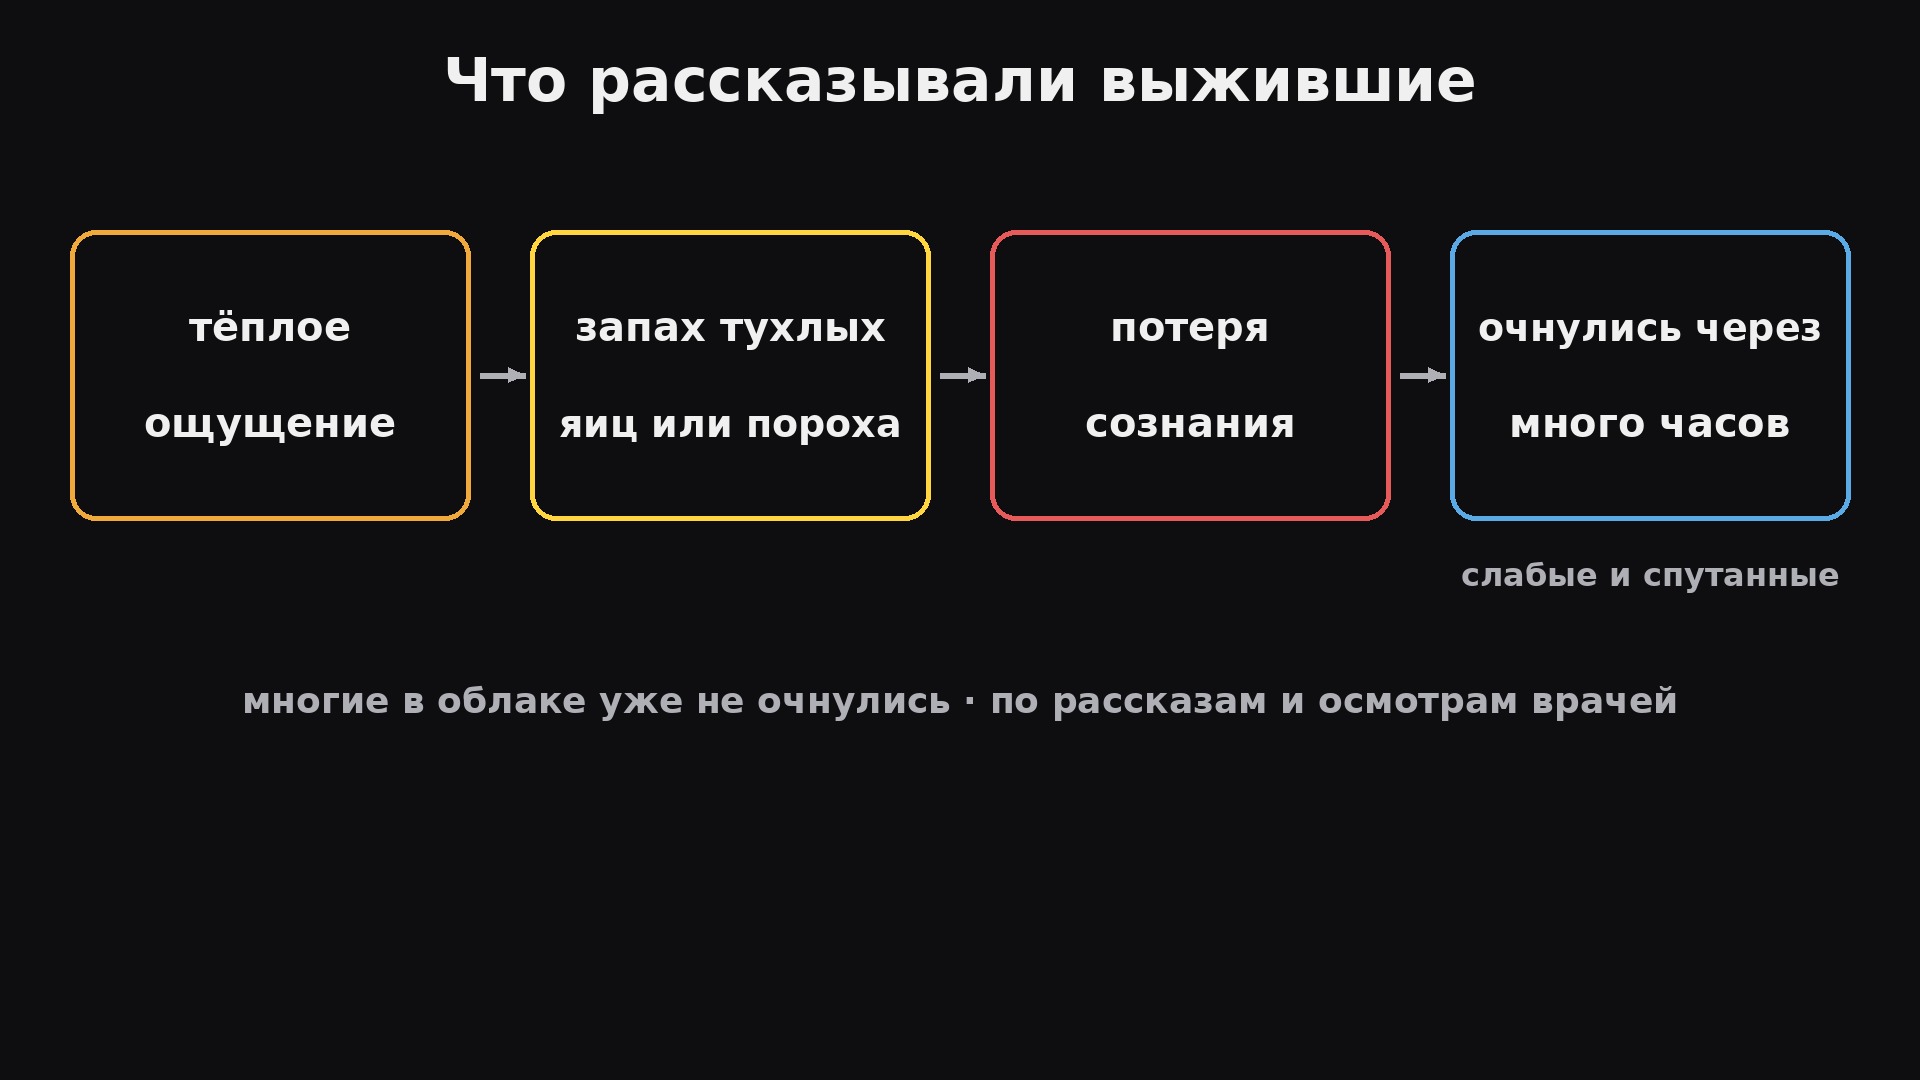 Что рассказывали выжившие
тёплое
ощущение
запах тухлых
яиц или пороха
потеря
сознания
очнулись через
много часов
слабые и спутанные
многие в облаке уже не очнулись · по рассказам и осмотрам врачей